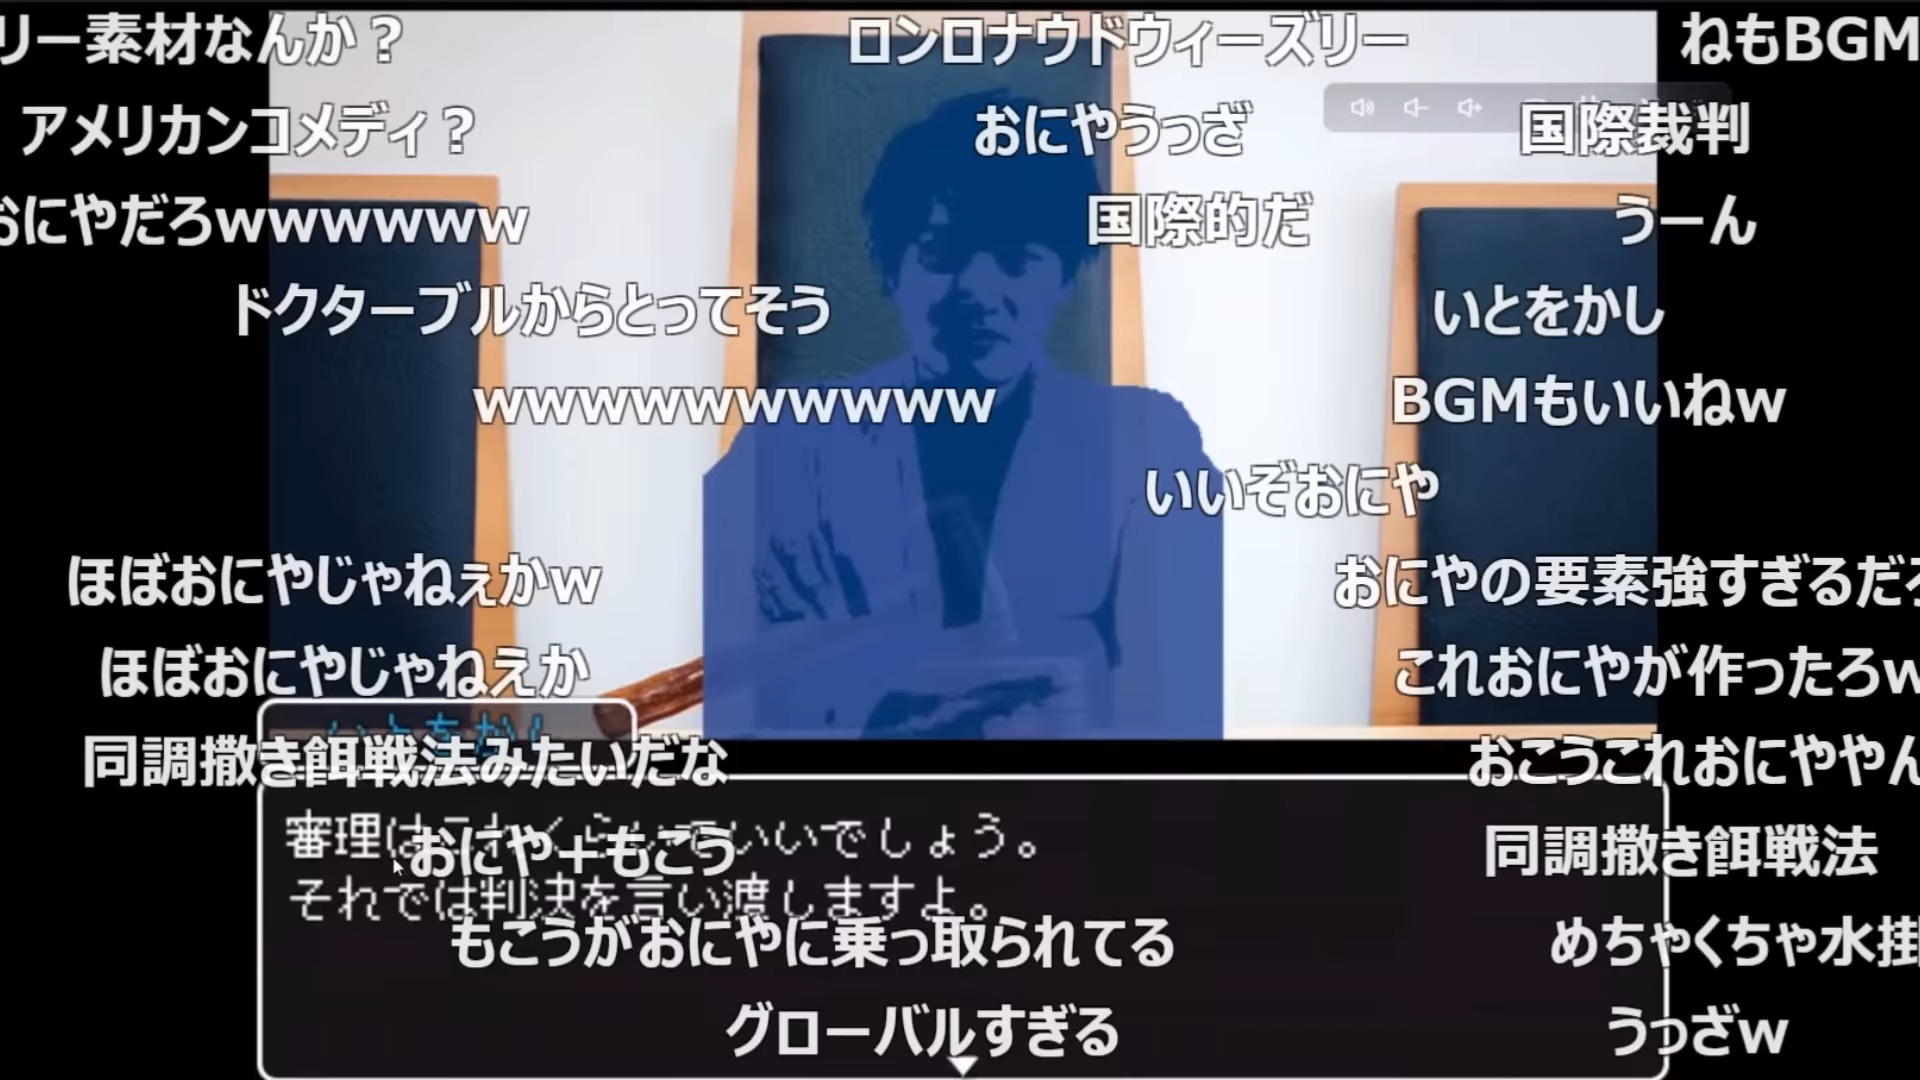 リー素材なんか？
ロンロナウドウィーズリー
ねもBGM
アメリカンコメディ？
おにやうっざ
国際裁判
おにやだろwwwwwww
国際的だ
うーん
ドクターブルからとってそう
いとをかし
wwwwwwwwwww
BGMもいいねw
いいぞおにや
ほぼおにやじゃねぇかw
おにやの要素強すぎるだろ
ほぼおにやじゃねえか
これおにやが作ったろw
いとをかし
同調撒き餌戦法みたいだな
おこうこれおにややん
審理はこれくらいでいいでしょう。
おにや+もこう
同調撒き餌戦法
それでは判決を言い渡しますよ。
もこうがおにやに乗っ取られてる
めちゃくちゃ水掛
グローバルすぎる
うっざw